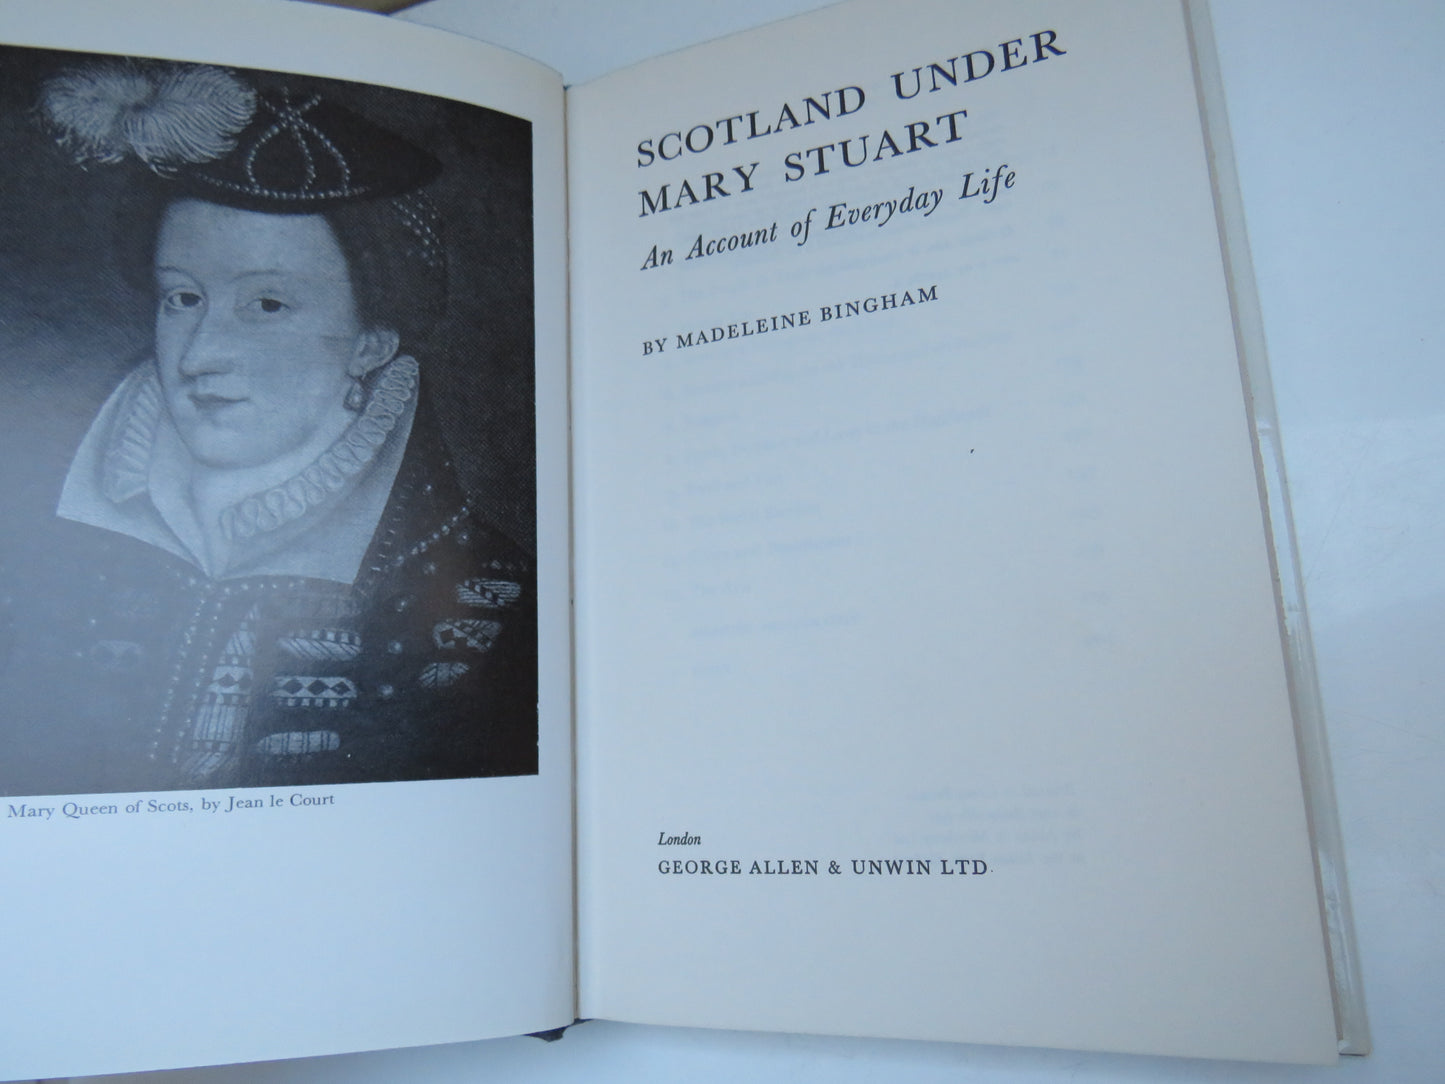 Mary Queen of Scots, by Jean le Court
SCOTLAND UNDER
MARY STUART
An Account of Everyday Life
BY MADELEINE BINGHAM
London
GEORGE ALLEN & UNWIN LTD